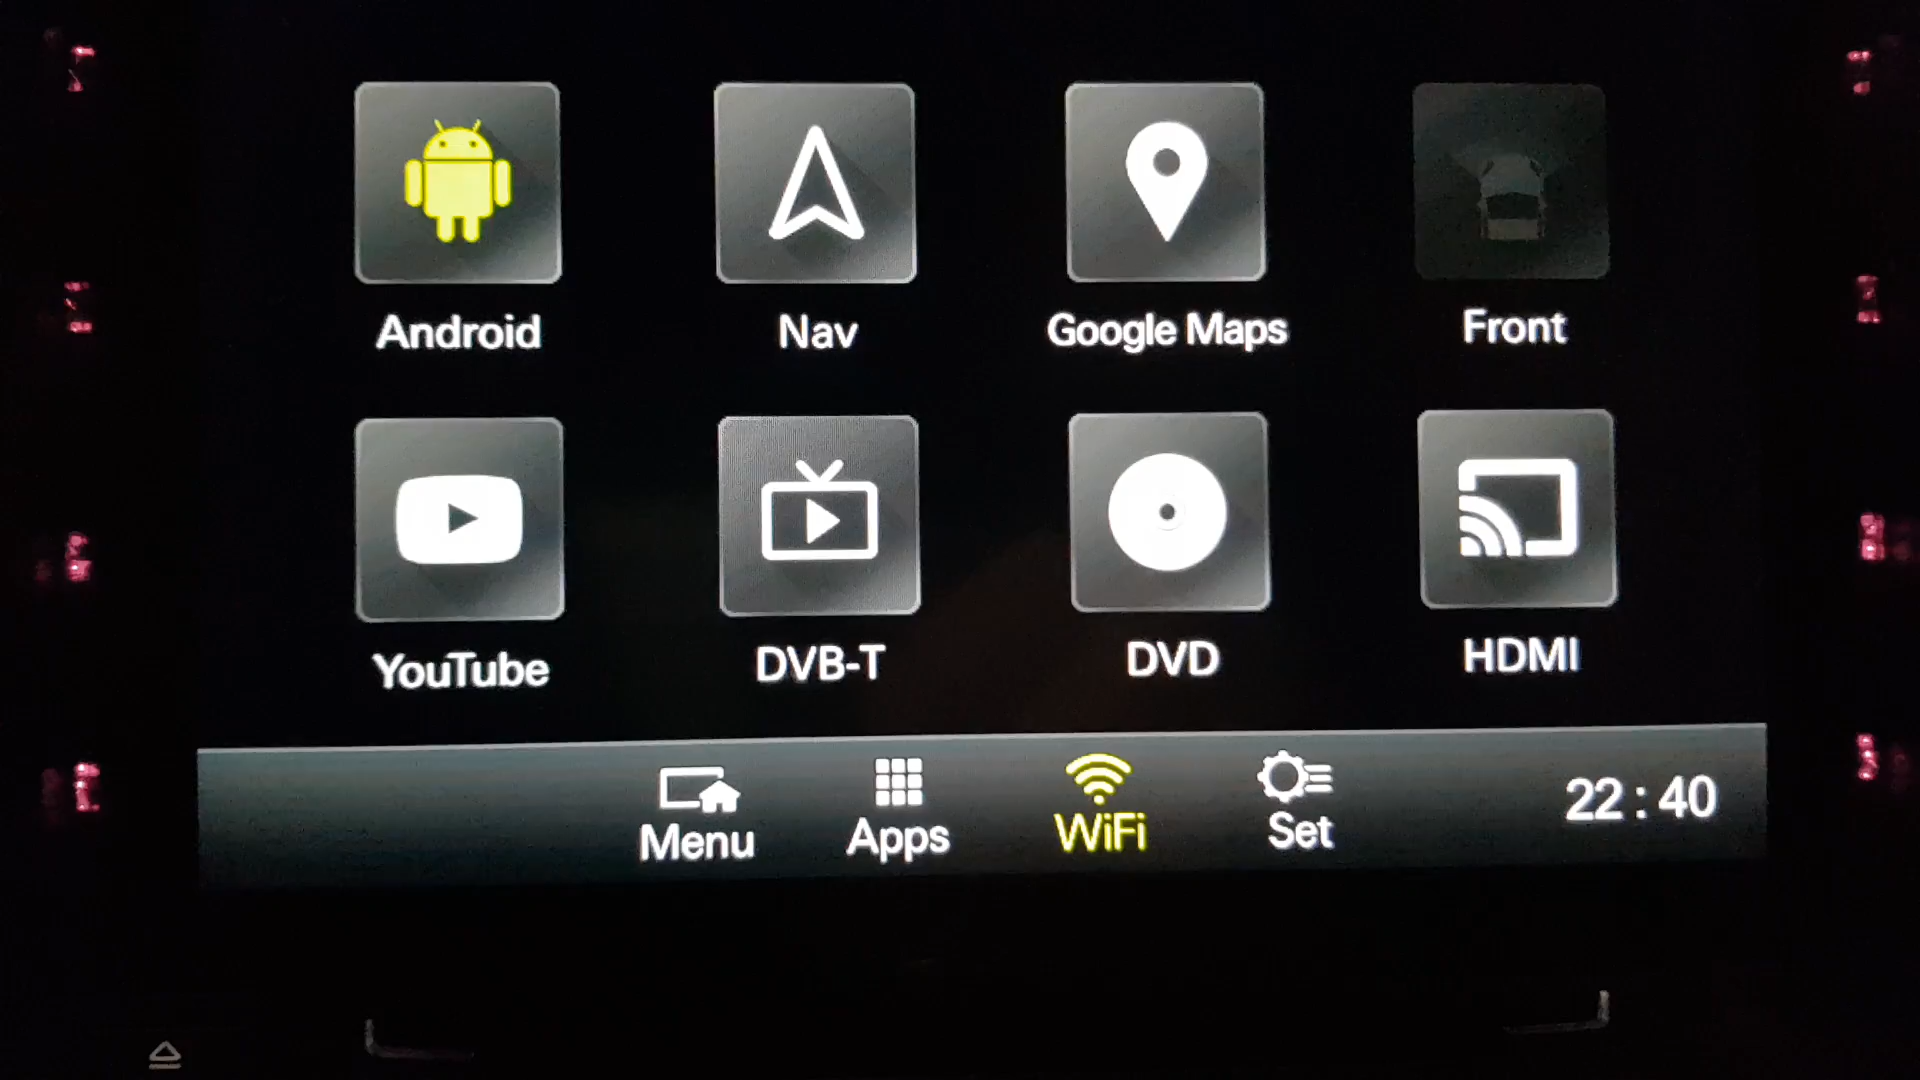 Android Nav Google Maps Front
YouTube DVB-T DVD HDMI
Menu Apps WiFi Set 22:40